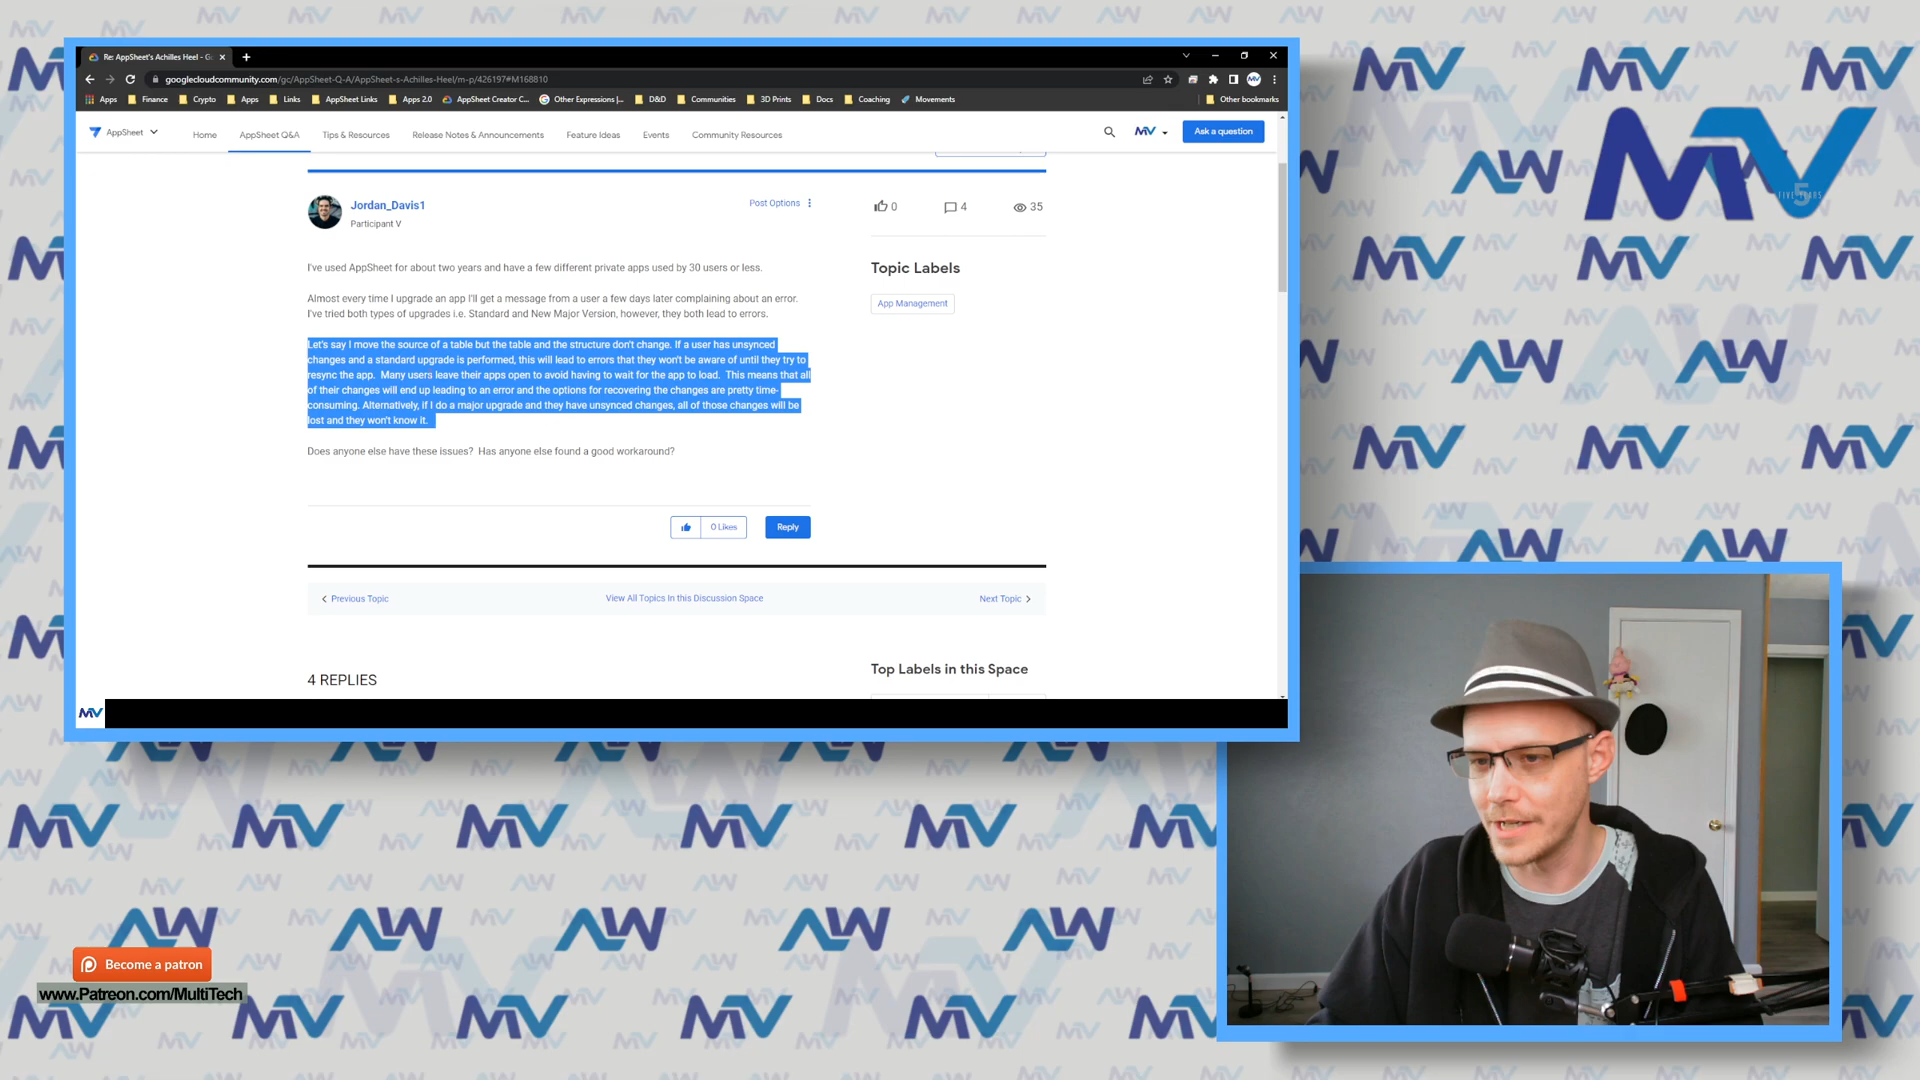 Re: AppSheet's Achilles Heel - G
googlecloudcommunity.com/gc/AppSheet-Q-A/AppSheet-s-Achilles-Heel/m-p/426197#M168810
Apps Finance Crypto Apps Links AppSheet Links Apps 2.0 AppSheet Creator C... Other Expressions |... D&D Communities 3D Prints Docs Coaching Movements Other bookmarks
AppSheet Home AppSheet Q&A Tips & Resources Release Notes & Announcements Feature Ideas Events Community Resources MV Ask a question
Jordan_Davis1
Participant V
Post Options
0 4 35
I've used AppSheet for about two years and have a few different private apps used by 30 users or less.
Almost every time I upgrade an app I'll get a message from a user a few days later complaining about an error.
I've tried both types of upgrades i.e. Standard and New Major Version, however, they both lead to errors.
Let's say I move the source of a table but the table and the structure don't change. If a user has unsynced
changes and a standard upgrade is performed, this will lead to errors that they won't be aware of until they try to
resync the app. Many users leave their apps open to avoid having to wait for the app to load. This means that all
of their changes will end up leading to an error and the options for recovering the changes are pretty time-
consuming. Alternatively, if I do a major upgrade and they have unsynced changes, all of those changes will be
lost and they won't know it.
Does anyone else have these issues? Has anyone else found a good workaround?
0 Likes Reply
Topic Labels
App Management
Previous Topic View All Topics In this Discussion Space Next Topic
4 REPLIES
Top Labels in this Space
MV
MV
5
FIVE YEARS
Become a patron
www.Patreon.com/MultiTech